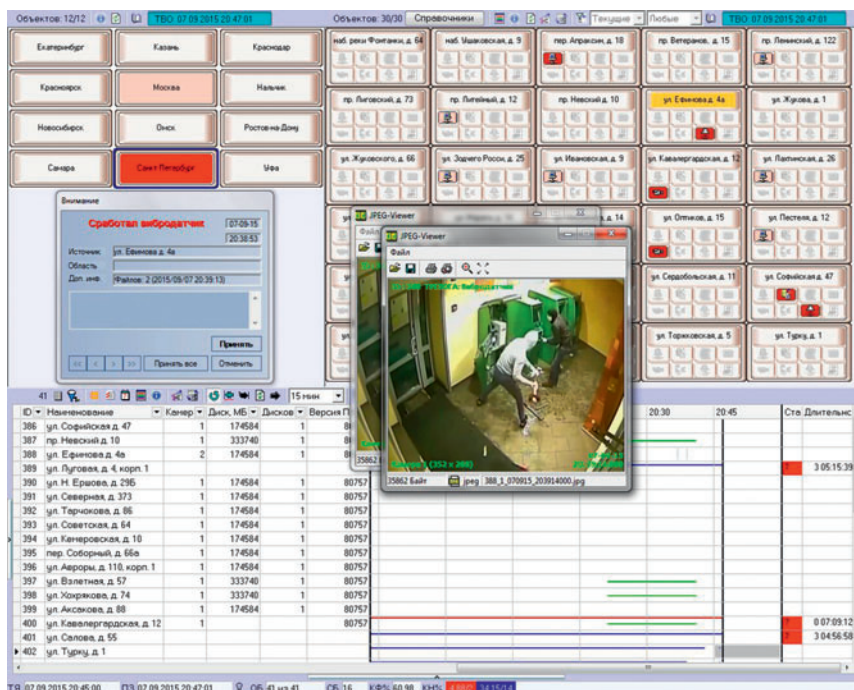 Объектов: 12/12
ТВО: 07.09.2015 20:47:01
Объектов: 30/30
Справочники
Текущие
Любые
ТВО: 07.09.2015 20:47:01
Екатеринбург
Казань
Краснодар
Красноярск
Москва
Нальчик
Новосибирск
Омск
Ростов-на-Дону
Самара
Санкт Петербург
Уфа
наб. реки Фонтанки, д. 64
наб. Ушаковская, д. 9
пер. Апраксин, д. 18
пр. Ветеранов, д. 15
пр. Ленинский, д. 122
пр. Лиговский, д. 73
пр. Литейный, д. 12
пр. Невский д. 10
ул. Ефимова д. 4а
ул. Жукова, д. 1
ул. Жуковского, д. 66
ул. Зодчего Росси, д. 25
ул. Ивановская, д. 9
ул. Кавалергардская, д. 12
ул. Лахтинская, д. 26
д. 14
ул. Оптиков, д. 15
ул. Пестеля, д. 12
ул. Сердобольская, д. 11
ул. Софийская д. 47
ул. Торжковская, д. 5
ул. Турку, д. 1
Внимание
Сработал вибродатчик
07-09-15
20:38:53
Источник
ул. Ефимова д. 4а
Область
Доп. инф.
Файлов: 2 (2015/09/07 20:39:13)
Принять
<< < > >>
Принять все
Отменить
JPEG-Viewer
JPEG-Viewer
Файл
ТРЕВОГА: Вибродатчик
(352 x 288)
35862 Байт
jpeg
388_1_070915_203914000.jpg
41
15 мин
ID Наименование Камер Диск, МБ Дисков Версия П
20:30 20:45
Ста Длительнс
386 ул. Софийская д. 47 1 174584 1
387 пр. Невский д. 10 1 333740 1
388 ул. Ефимова д. 4а 2 174584 1
389 ул. Луговая, д. 4, корп. 1
? 3 05:15:39
390 ул. Н. Ершова, д. 29Б 1 174584 1 80757
391 ул. Северная, д. 373 1 174584 1 80757
392 ул. Тарчокова, д. 86 1 174584 1 80757
393 ул. Советская, д. 64 1 174584 1 80757
394 ул. Кемеровская, д. 10 1 174584 1 80757
395 пер. Соборный, д. 66а 1 174584 1 80757
396 ул. Авроры, д. 110, корп. 1 1 174584 1 80757
397 ул. Взлетная, д. 57 1 333740 1 80757
398 ул. Хохрякова, д. 74 1 333740 1 80757
399 ул. Аксакова, д. 88 1 174584 1 80757
400 ул. Кавалергардская, д. 12 1 80757
? 0 07:09:12
401 ул. Салова, д. 55
? 3 04:56:58
402 ул. Турку, д. 1
ТЯ 07.09.2015 20:45:00 ПЗ 07.09.2015 20:47:01 ОБ 41 из 41 СБ 16 КФ% 60.98 КН%